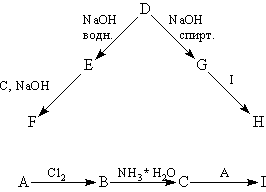 D
NaOH водн.
NaOH спирт.
E
G
C, NaOH
I
F
H
A Cl₂ B NH₃ * H₂O C A I